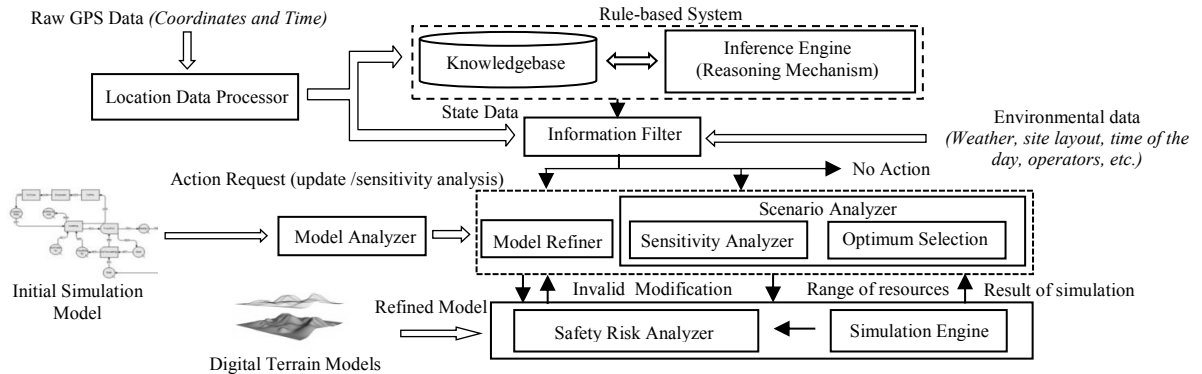 Raw GPS Data (Coordinates and Time)
Rule-based System
Knowledgebase
Inference Engine
(Reasoning Mechanism)
Location Data Processor
State Data
Information Filter
Environmental data
(Weather, site layout, time of the
day, operators, etc.)
No Action
Action Request (update /sensitivity analysis)
Scenario Analyzer
Model Analyzer
Model Refiner
Sensitivity Analyzer
Optimum Selection
Initial Simulation
Model
Invalid Modification
Range of resources
Result of simulation
Refined Model
Safety Risk Analyzer
Simulation Engine
Digital Terrain Models